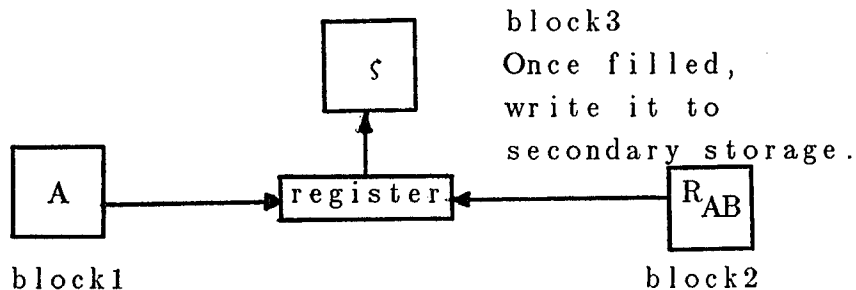 block3
Once filled,
write it to
secondary storage.
ς
A
register
R_AB
block1
block2